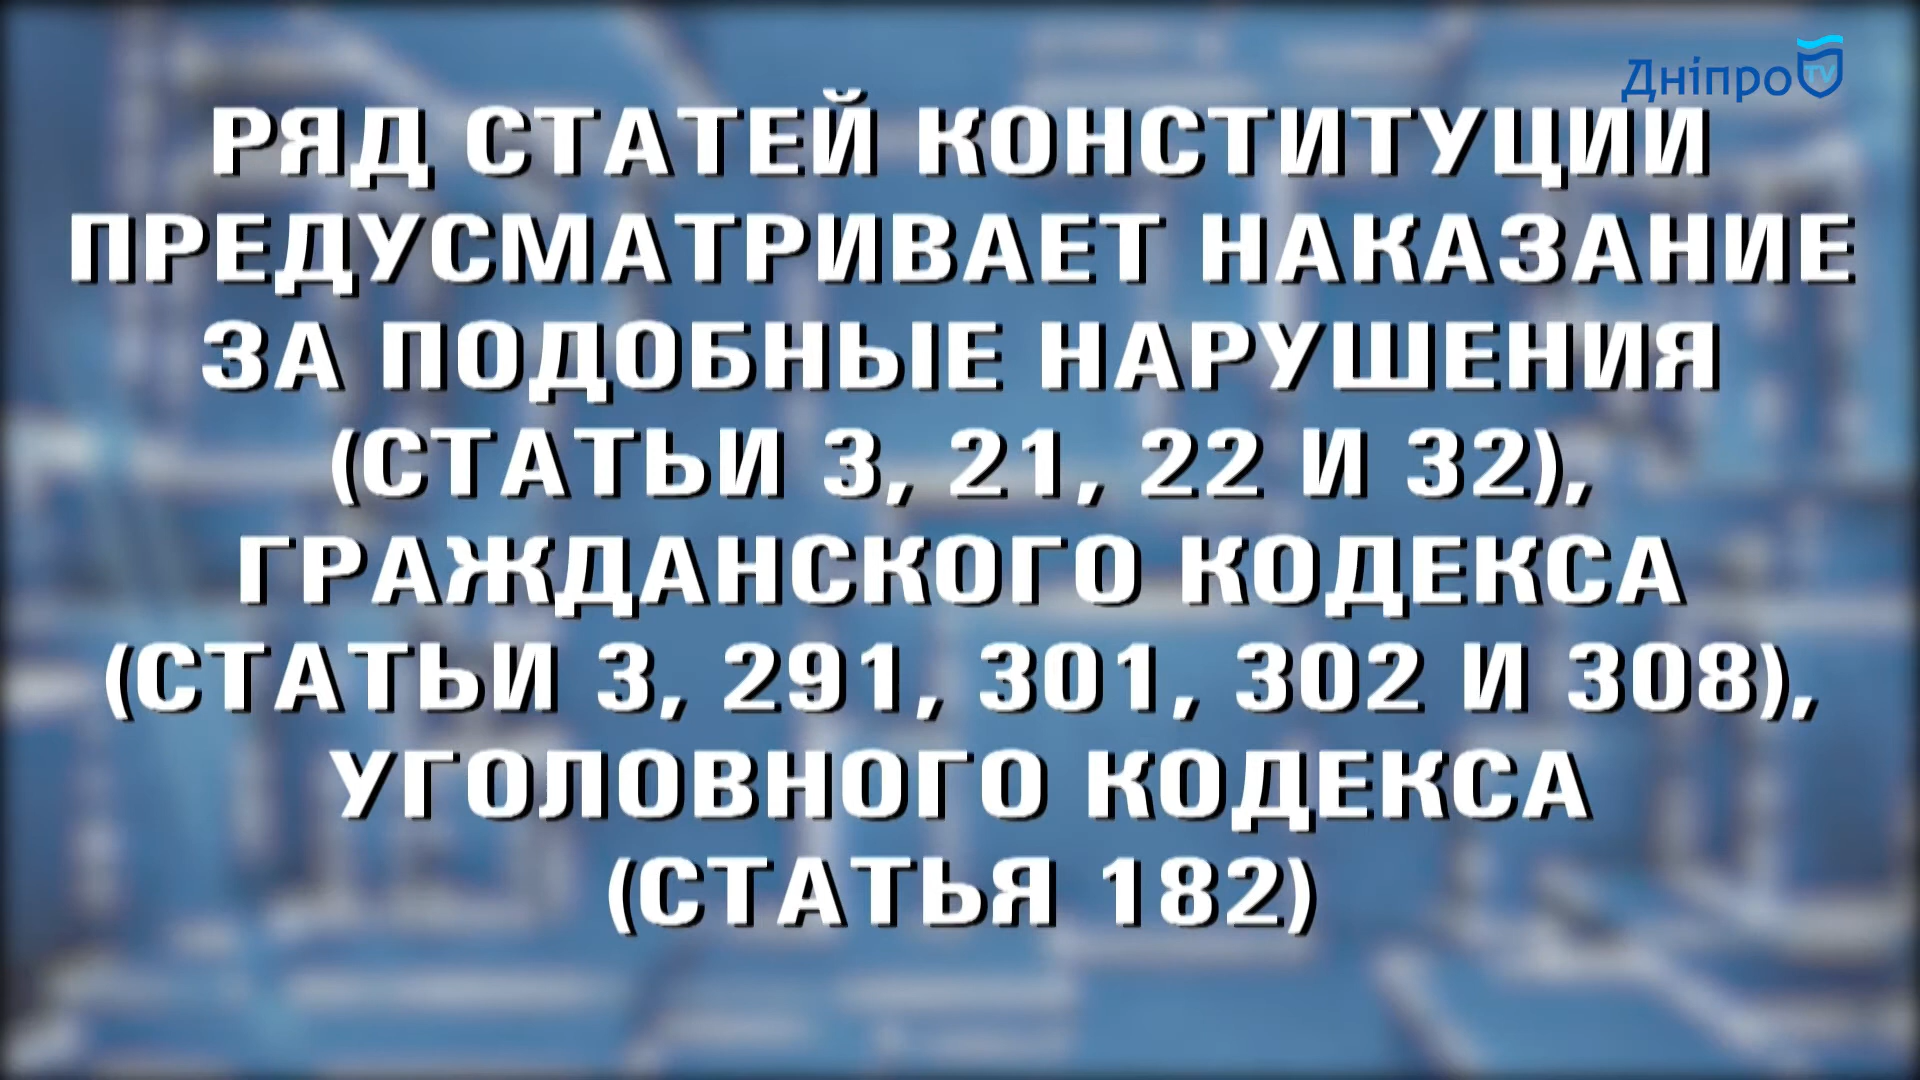 Дніпро TV
РЯД СТАТЕЙ КОНСТИТУЦИИ
ПРЕДУСМАТРИВАЕТ НАКАЗАНИЕ
ЗА ПОДОБНЫЕ НАРУШЕНИЯ
(СТАТЬИ 3, 21, 22 И 32),
ГРАЖДАНСКОГО КОДЕКСА
(СТАТЬИ 3, 291, 301, 302 И 308),
УГОЛОВНОГО КОДЕКСА
(СТАТЬЯ 182)